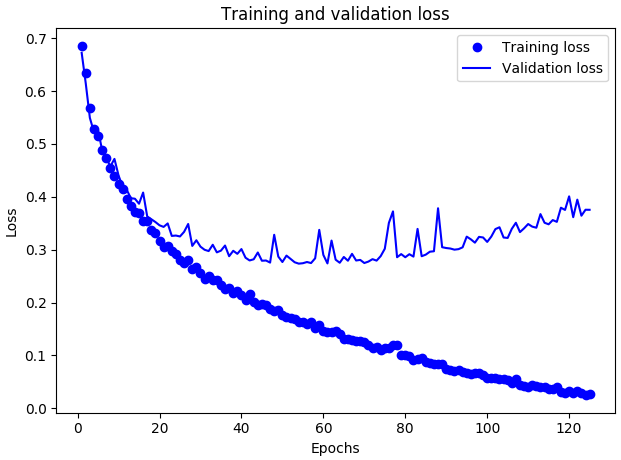 Training and validation loss
Training loss
Validation loss
0.7
0.6
0.5
0.4
0.3
0.2
0.1
0.0
Loss
0 20 40 60 80 100 120
Epochs